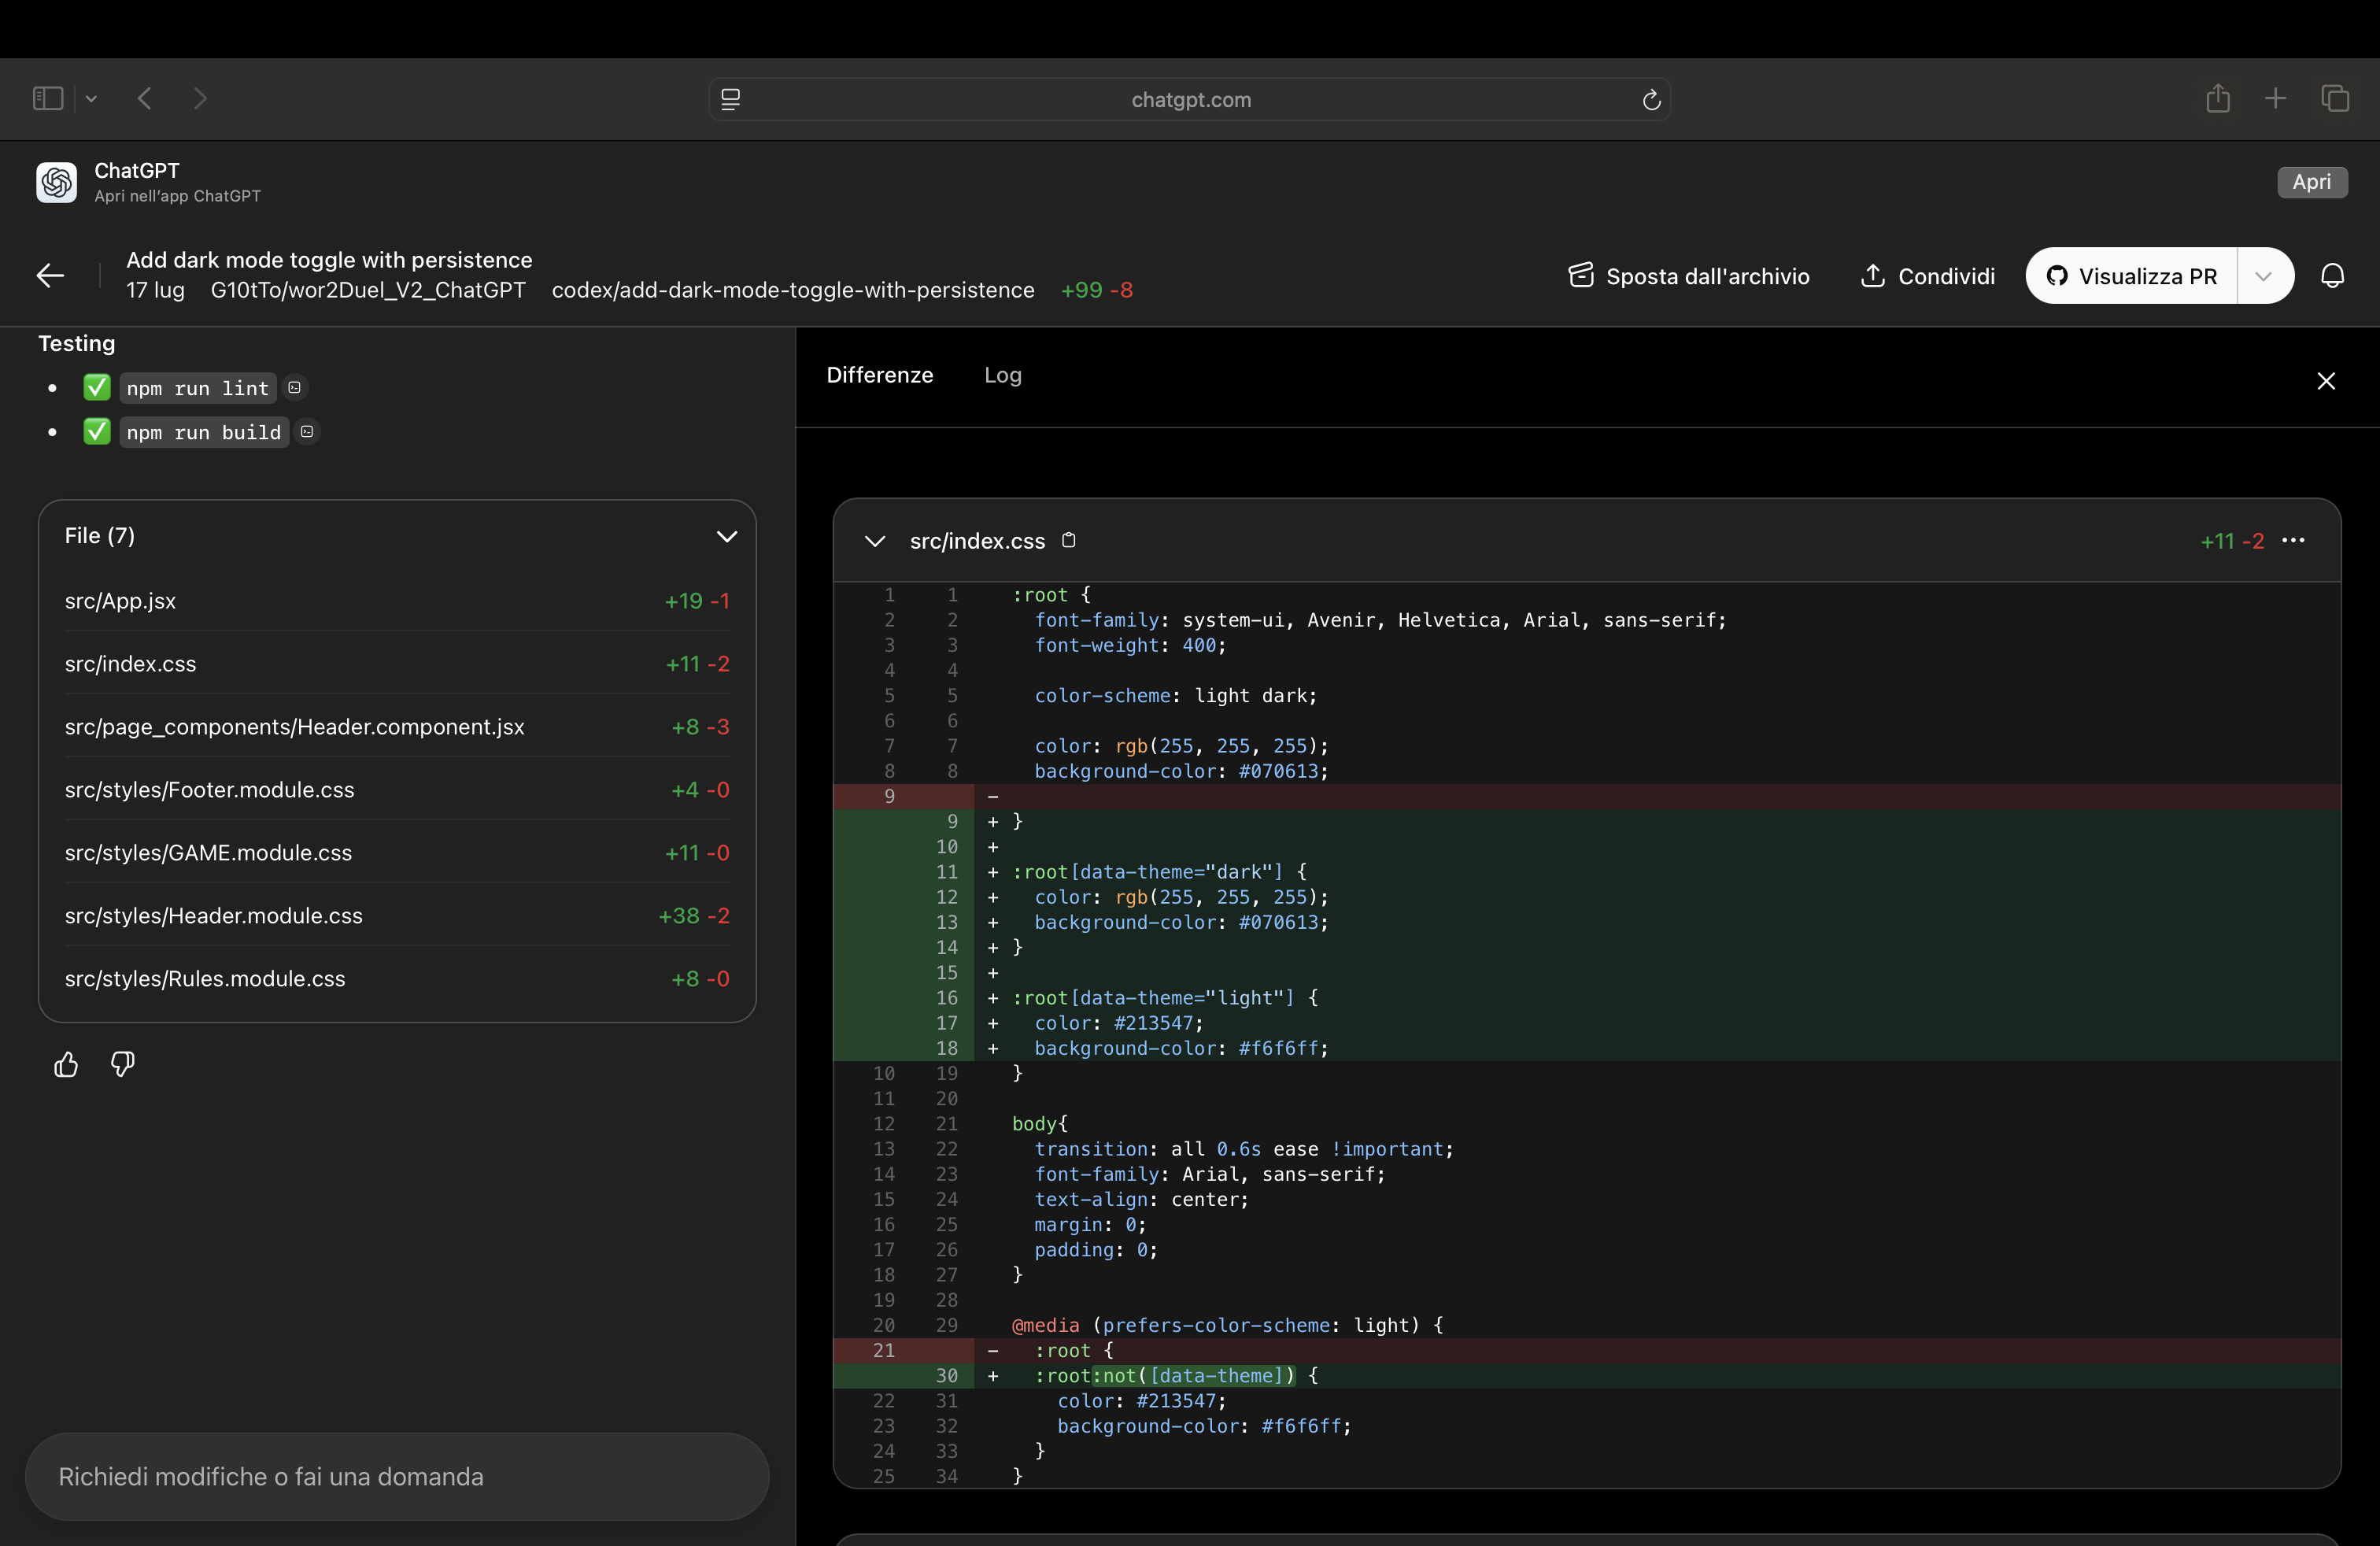 chatgpt.com
ChatGPT
Apri nell'app ChatGPT
Apri
Add dark mode toggle with persistence
17 lug G10tTo/wor2Duel_V2_ChatGPT codex/add-dark-mode-toggle-with-persistence +99 -8
Sposta dall'archivio
Condividi
Visualizza PR
Testing
• ✅ npm run lint
• ✅ npm run build
File (7)
src/App.jsx +19 -1
src/index.css +11 -2
src/page_components/Header.component.jsx +8 -3
src/styles/Footer.module.css +4 -0
src/styles/GAME.module.css +11 -0
src/styles/Header.module.css +38 -2
src/styles/Rules.module.css +8 -0
Richiedi modifiche o fai una domanda
Differenze Log
src/index.css +11 -2
1 1 :root {
2 2 font-family: system-ui, Avenir, Helvetica, Arial, sans-serif;
3 3 font-weight: 400;
4 4
5 5 color-scheme: light dark;
6 6
7 7 color: rgb(255, 255, 255);
8 8 background-color: #070613;
9 -
9 + }
10 +
11 + :root[data-theme="dark"] {
12 + color: rgb(255, 255, 255);
13 + background-color: #070613;
14 + }
15 +
16 + :root[data-theme="light"] {
17 + color: #213547;
18 + background-color: #f6f6ff;
10 19 }
11 20
12 21 body{
13 22 transition: all 0.6s ease !important;
14 23 font-family: Arial, sans-serif;
15 24 text-align: center;
16 25 margin: 0;
17 26 padding: 0;
18 27 }
19 28
20 29 @media (prefers-color-scheme: light) {
21 - :root {
30 + :root:not([data-theme]) {
22 31 color: #213547;
23 32 background-color: #f6f6ff;
24 33 }
25 34 }